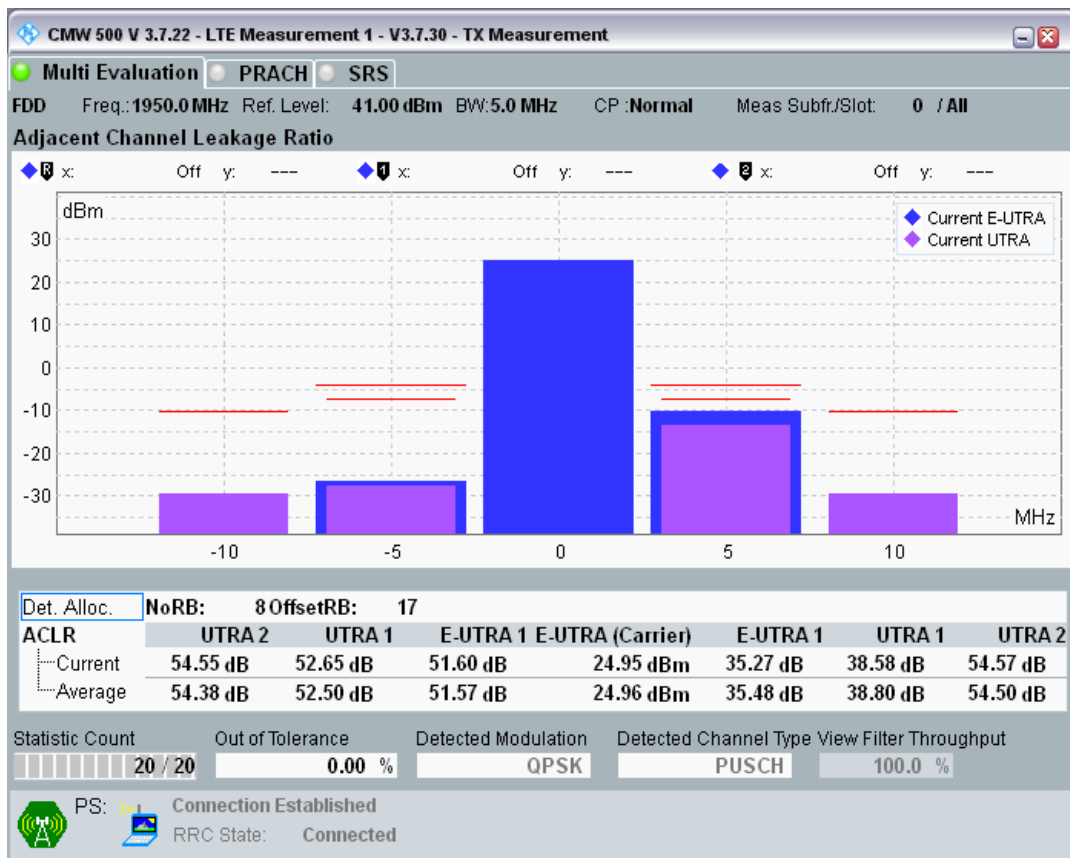 CMW 500 V 3.7.22 - LTE Measurement 1 - V3.7.30 - TX Measurement
Multi Evaluation PRACH SRS
FDD Freq.: 1950.0 MHz Ref. Level: 41.00 dBm BW: 5.0 MHz CP : Normal Meas Subfr./Slot: 0 / All
Adjacent Channel Leakage Ratio
R x: Off y: --- 1 x: Off y: --- 2 x: Off y: ---
dBm
Current E-UTRA
Current UTRA
30
20
10
0
-10
-20
-30
MHz
-10 -5 0 5 10
Det. Alloc. NoRB: 8 OffsetRB: 17
ACLR UTRA 2 UTRA 1 E-UTRA 1 E-UTRA (Carrier) E-UTRA 1 UTRA 1 UTRA 2
Current 54.55 dB 52.65 dB 51.60 dB 24.95 dBm 35.27 dB 38.58 dB 54.57 dB
Average 54.38 dB 52.50 dB 51.57 dB 24.96 dBm 35.48 dB 38.80 dB 54.50 dB
Statistic Count Out of Tolerance Detected Modulation Detected Channel Type View Filter Throughput
20 / 20 0.00 % QPSK PUSCH 100.0 %
PS: Connection Established
RRC State: Connected